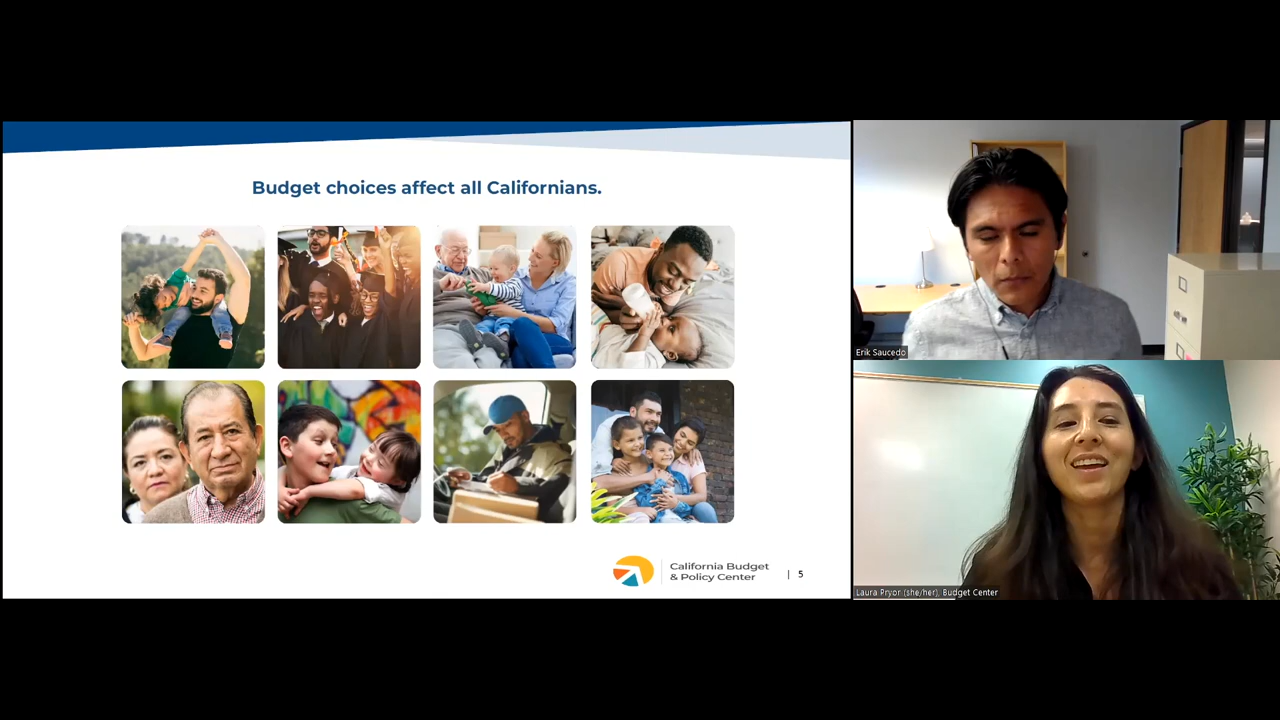 Budget choices affect all Californians.
California Budget
& Policy Center
| 5
Erik Saucedo
Laura Pryor (she/her), Budget Center